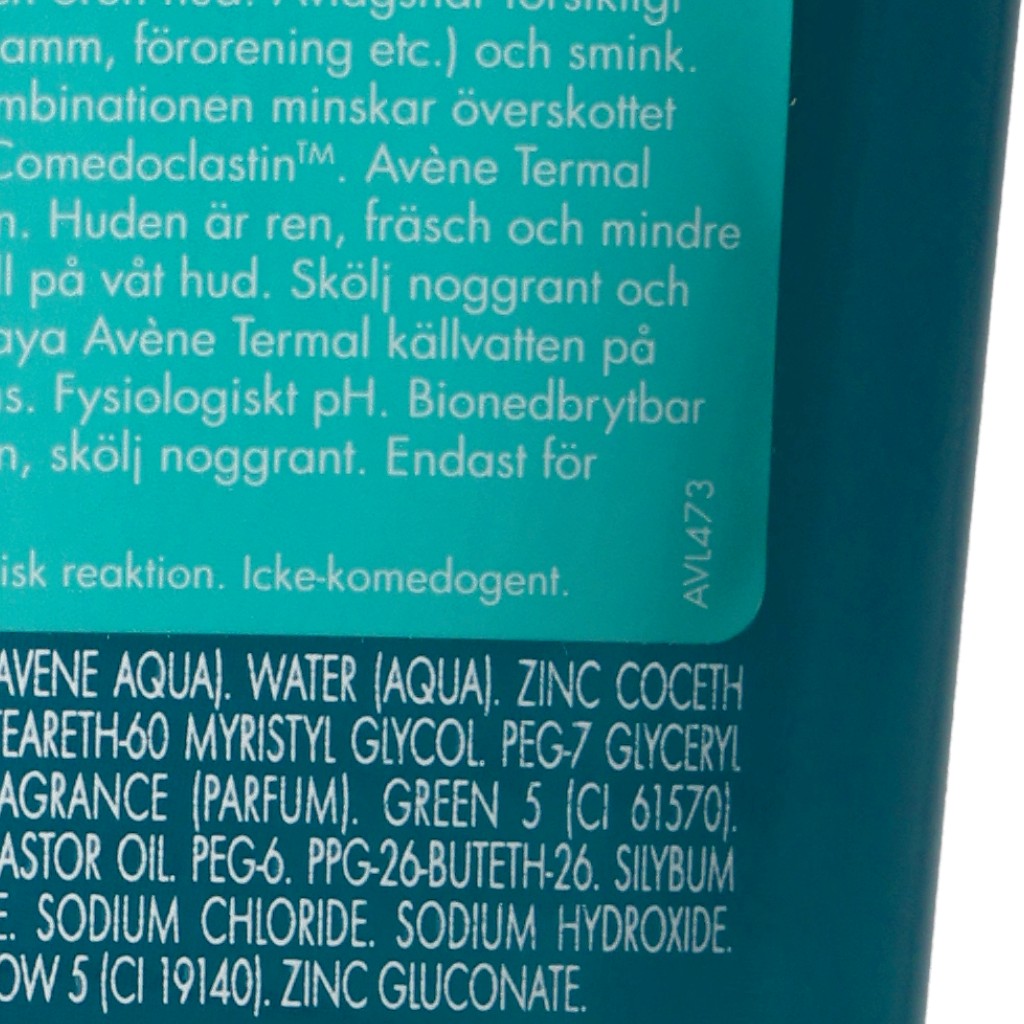 och smink.
amm, förorening etc.) och smink.
mbinationen minskar överskottet
Comedoclastin™. Avène Termal
n. Huden är ren, fräsch och mindre
ll på våt hud. Skölj noggrant och
aya Avène Termal källvatten på
s. Fysiologiskt pH. Bionedbrytbar
n, skölj noggrant. Endast för
isk reaktion. Icke-komedogent.
AVL473
AVENE AQUA). WATER (AQUA). ZINC COCETH
TEARETH-60 MYRISTYL GLYCOL. PEG-7 GLYCERYL
AGRANCE (PARFUM). GREEN 5 (CI 61570).
ASTOR OIL. PEG-6. PPG-26-BUTETH-26. SILYBUM
E. SODIUM CHLORIDE. SODIUM HYDROXIDE.
OW 5 (CI 19140). ZINC GLUCONATE.